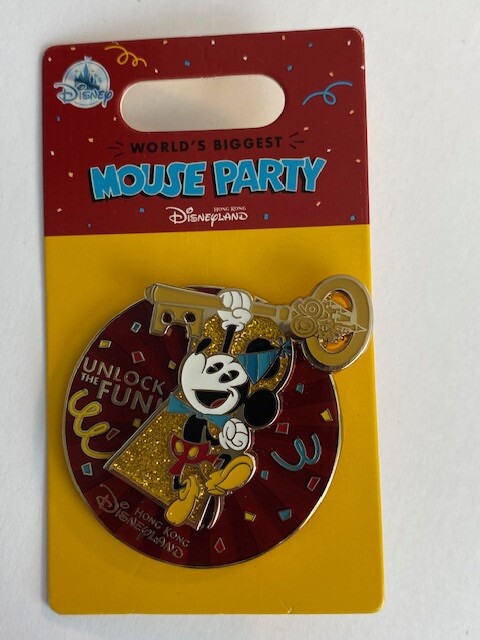 Disney
WORLD'S BIGGEST
MOUSE PARTY
HONG KONG
DISNEYLAND
UNLOCK
THE FUN!
HONG KONG
DISNEYLAND